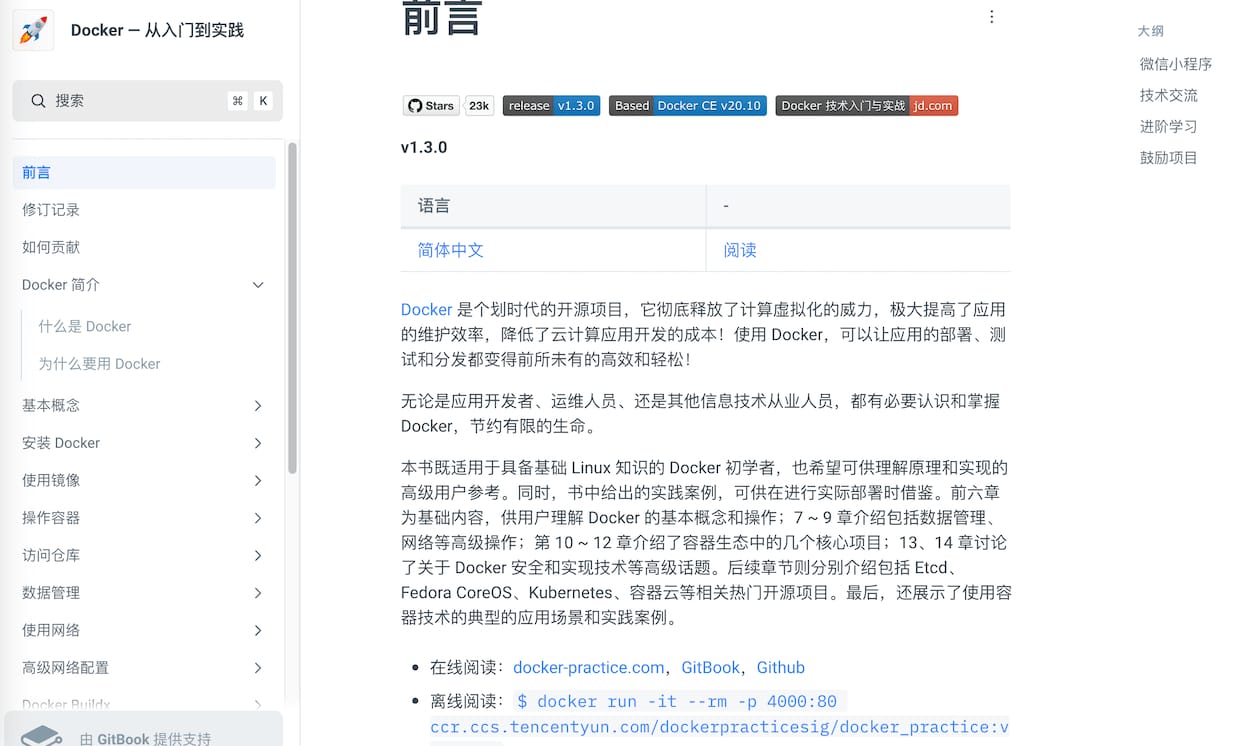 Docker — 从入门到实践
搜索
⌘ K
前言
修订记录
如何贡献
Docker 简介
什么是 Docker
为什么要用 Docker
基本概念
安装 Docker
使用镜像
操作容器
访问仓库
数据管理
使用网络
高级网络配置
Docker Buildx
由 GitBook 提供支持
前言
Stars 23k release v1.3.0 Based Docker CE v20.10 Docker 技术入门与实战 jd.com
v1.3.0
语言 -
简体中文 阅读
Docker 是个划时代的开源项目，它彻底释放了计算虚拟化的威力，极大提高了应用
的维护效率，降低了云计算应用开发的成本！使用 Docker，可以让应用的部署、测
试和分发都变得前所未有的高效和轻松！
无论是应用开发者、运维人员、还是其他信息技术从业人员，都有必要认识和掌握
Docker，节约有限的生命。
本书既适用于具备基础 Linux 知识的 Docker 初学者，也希望可供理解原理和实现的
高级用户参考。同时，书中给出的实践案例，可供在进行实际部署时借鉴。前六章
为基础内容，供用户理解 Docker 的基本概念和操作；7 ~ 9 章介绍包括数据管理、
网络等高级操作；第 10 ~ 12 章介绍了容器生态中的几个核心项目；13、14 章讨论
了关于 Docker 安全和实现技术等高级话题。后续章节则分别介绍包括 Etcd、
Fedora CoreOS、Kubernetes、容器云等相关热门开源项目。最后，还展示了使用容
器技术的典型的应用场景和实践案例。
在线阅读：docker-practice.com，GitBook，Github
离线阅读：$ docker run -it --rm -p 4000:80
ccr.ccs.tencentyun.com/dockerpracticesig/docker_practice:v
大纲
微信小程序
技术交流
进阶学习
鼓励项目